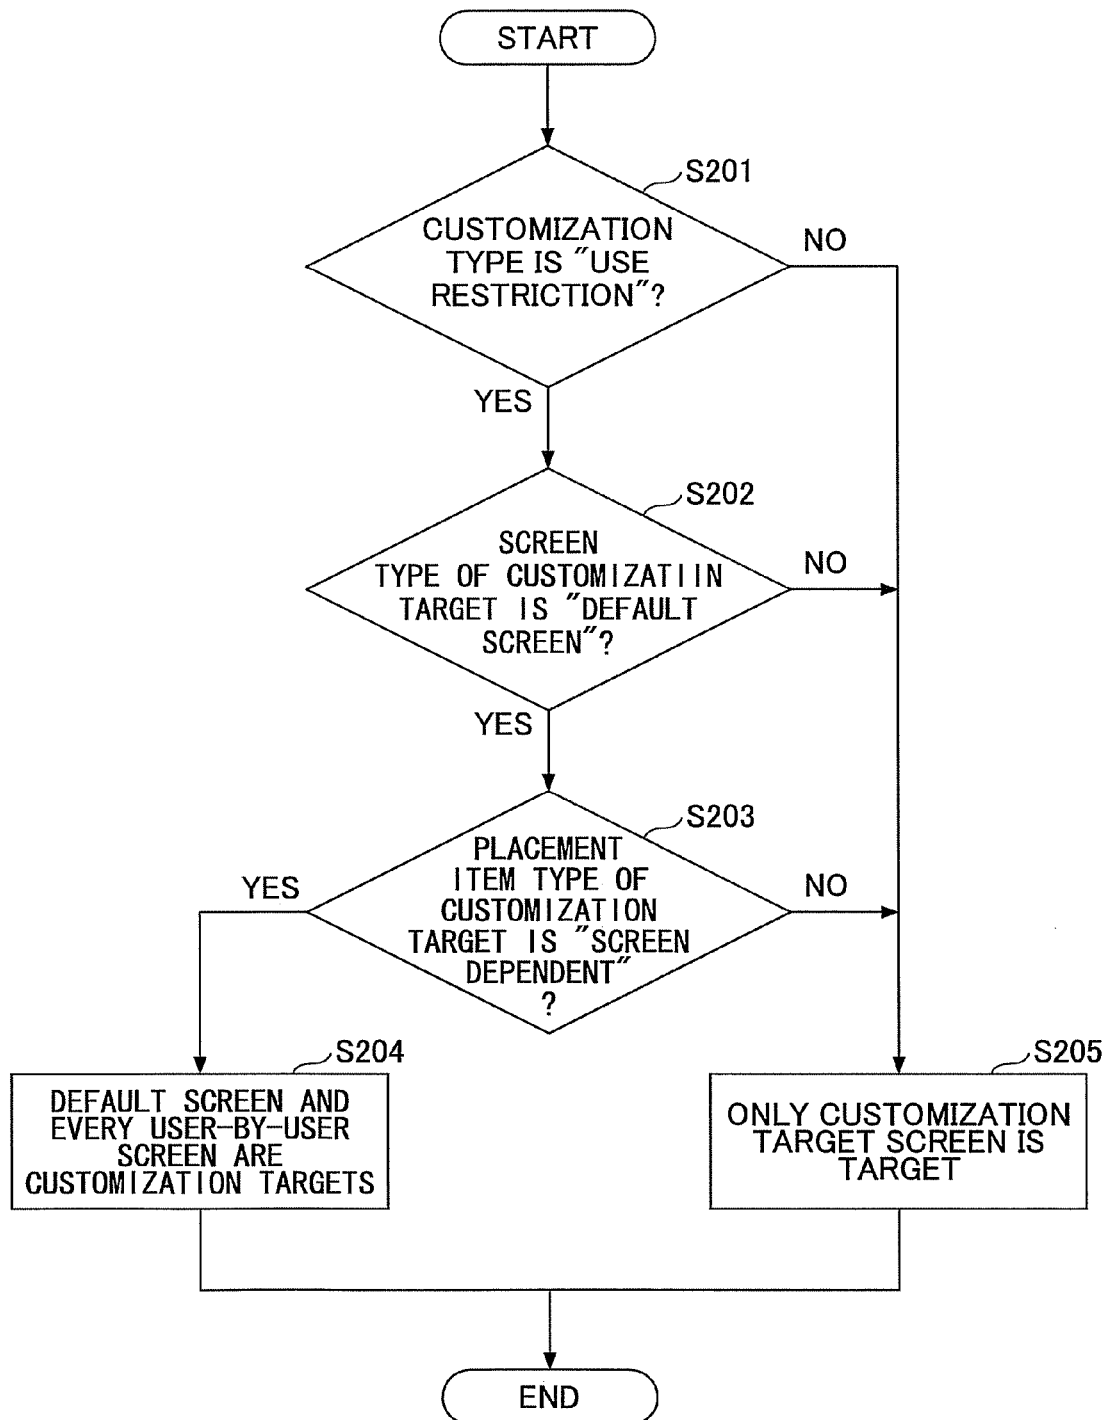 START
S201
CUSTOMIZATION
TYPE IS "USE
RESTRICTION"?
NO
YES
S202
SCREEN
TYPE OF CUSTOMIZATIIN
TARGET IS "DEFAULT
SCREEN"?
NO
YES
S203
PLACEMENT
ITEM TYPE OF
CUSTOMIZATION
TARGET IS "SCREEN
DEPENDENT"
?
YES
NO
S204
DEFAULT SCREEN AND
EVERY USER-BY-USER
SCREEN ARE
CUSTOMIZATION TARGETS
S205
ONLY CUSTOMIZATION
TARGET SCREEN IS
TARGET
END